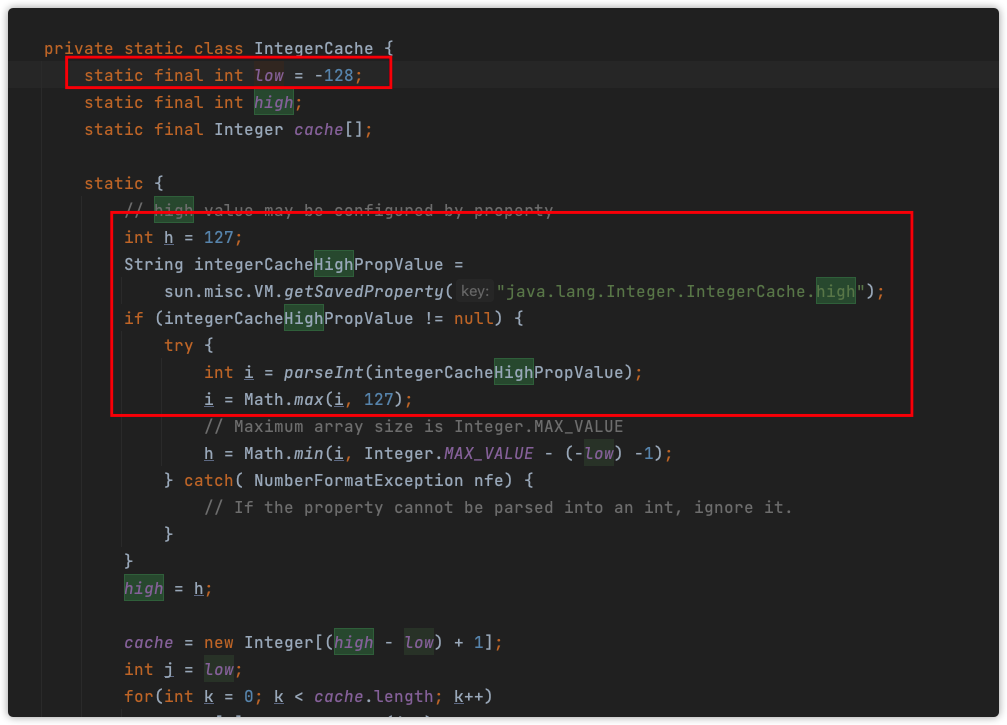 private static class IntegerCache {
static final int low = -128;
static final int high;
static final Integer cache[];
static {
// high value may be configured by property
int h = 127;
String integerCacheHighPropValue =
sun.misc.VM.getSavedProperty( key: "java.lang.Integer.IntegerCache.high");
if (integerCacheHighPropValue != null) {
try {
int i = parseInt(integerCacheHighPropValue);
i = Math.max(i, 127);
// Maximum array size is Integer.MAX_VALUE
h = Math.min(i, Integer.MAX_VALUE - (-low) -1);
} catch( NumberFormatException nfe) {
// If the property cannot be parsed into an int, ignore it.
}
}
high = h;
cache = new Integer[(high - low) + 1];
int j = low;
for(int k = 0; k < cache.length; k++)